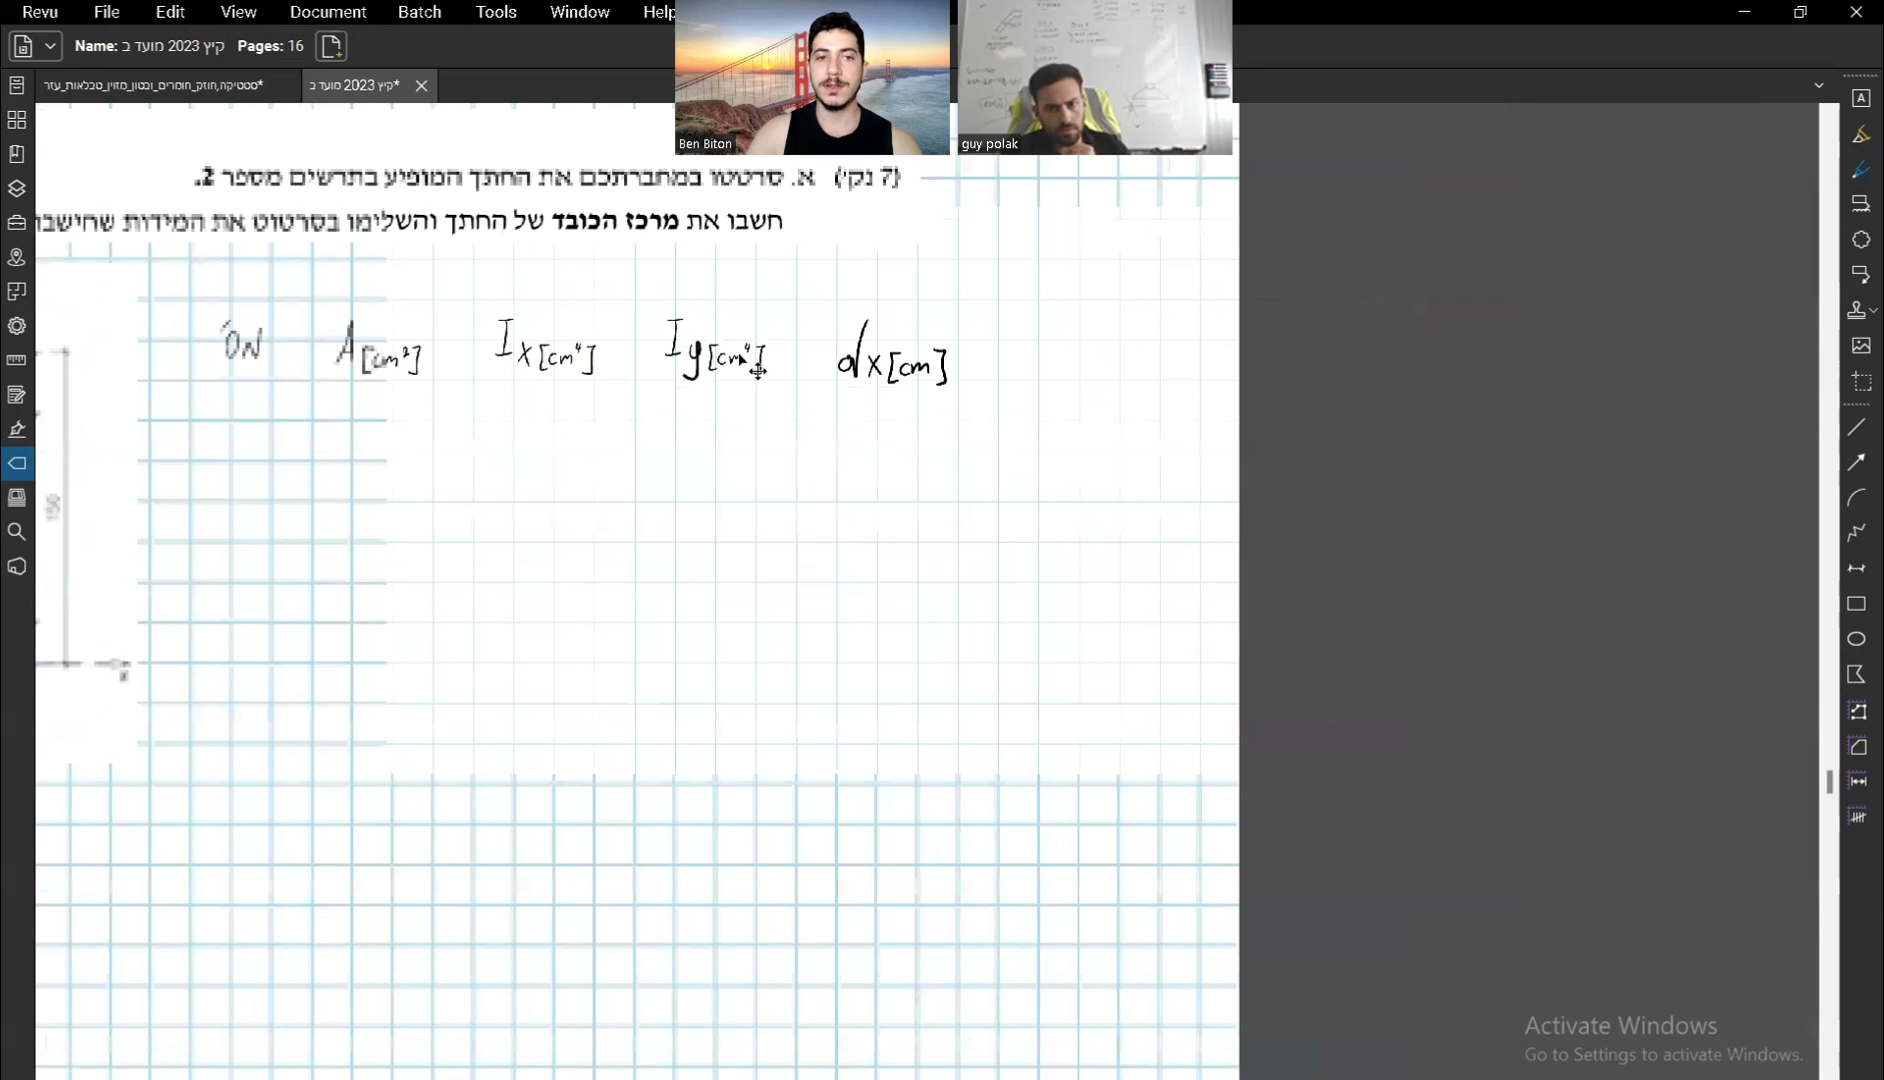 Revu File Edit View Document Batch Tools Window Help
Name: קיץ 2023 מועד ב Pages: 16
סטטיקה,חוזק_חומרים_ובטון_מזוין_טבלאות_עזר*
קיץ 2023 מועד ב*
Ben Biton
guy polak
(7 נק') א. סרטטו במחברתכם את החתך המופיע בתרשים מספר 2.
חשבו את מרכז הכובד של החתך והשלימו בסרטוט את המידות שחישבו
מס' A[cm²] Ix[cm⁴] Iy[cm⁴] dx[cm]
150
x
Activate Windows
Go to Settings to activate Windows.